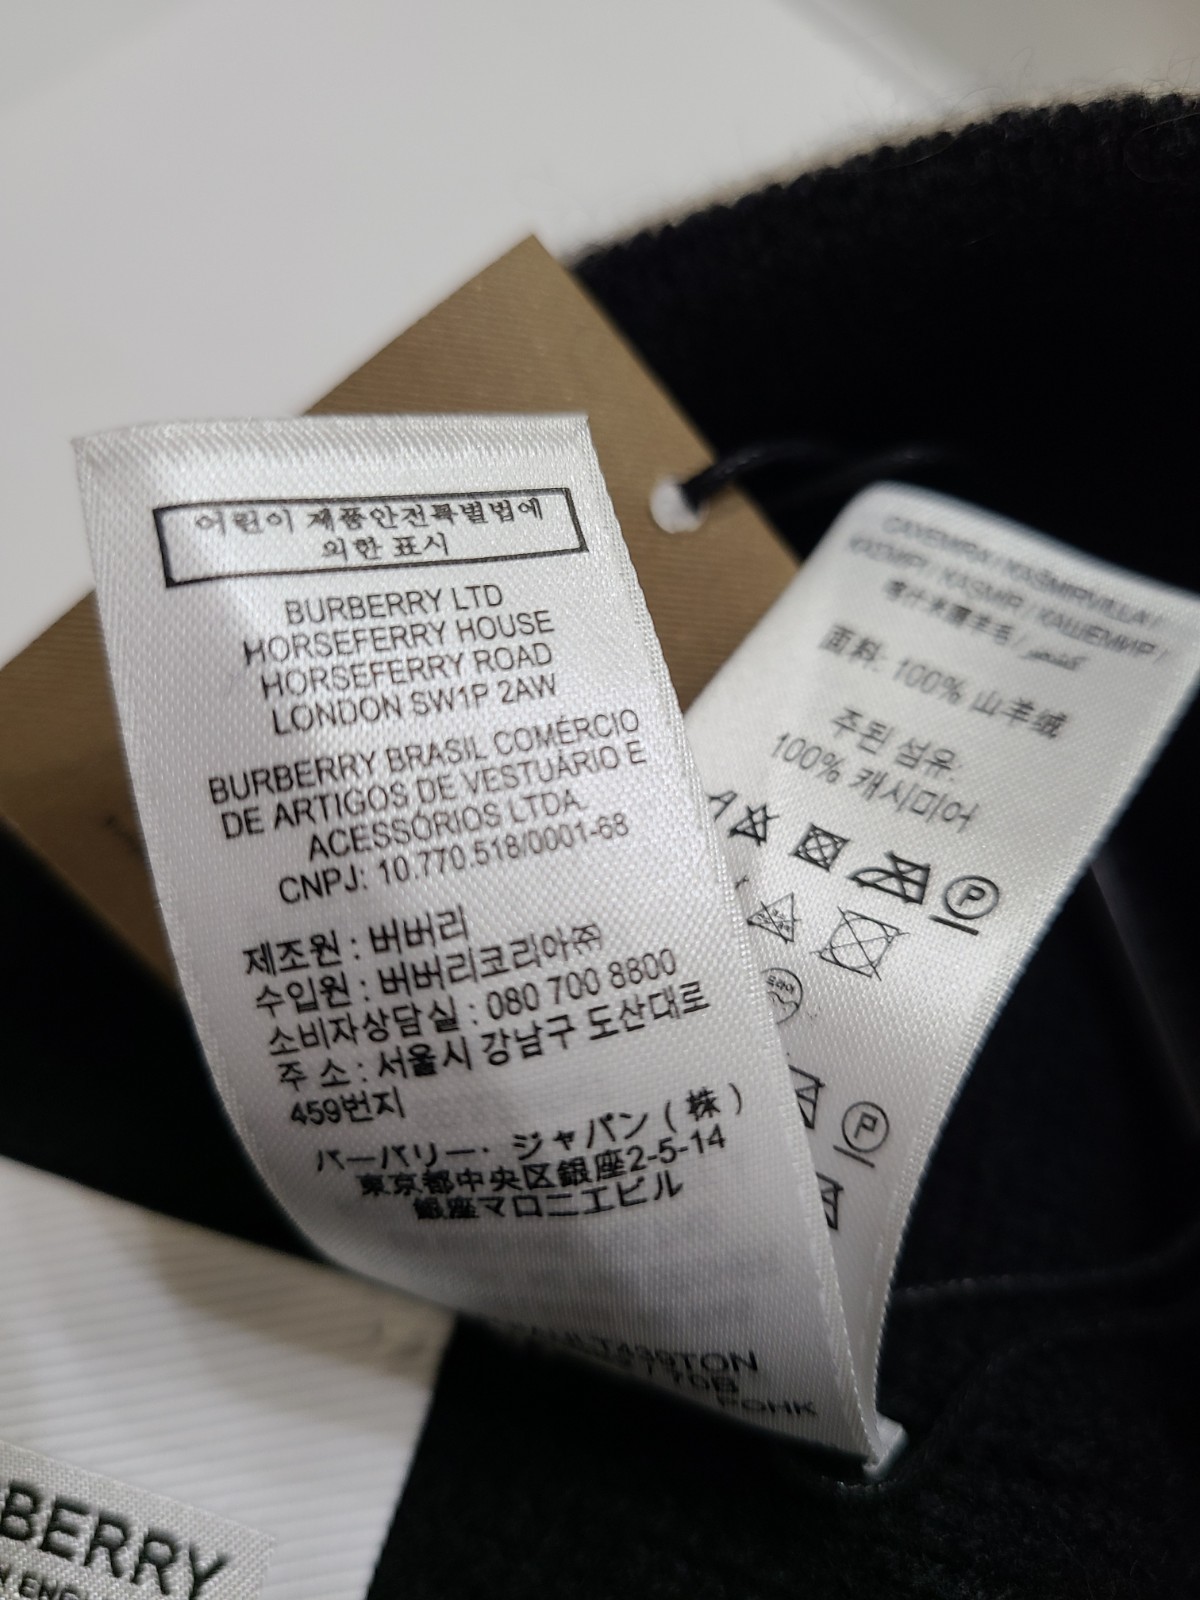 어린이 제품안전특별법에
의한 표시
BURBERRY LTD
HORSEFERRY HOUSE
HORSEFERRY ROAD
LONDON SW1P 2AW
BURBERRY BRASIL COMÉRCIO
DE ARTIGOS DE VESTUÁRIO E
ACESSÓRIOS LTDA
CNPJ: 10.770.518/0001-68
제조원 : 버버리
수입원 : 버버리코리아㈜
소비자상담실 : 080 700 8800
주 소 : 서울시 강남구 도산대로
459번지
バーバリー・ジャパン(株)
東京都中央区銀座2-5-14
銀座マロニエビル
面料: 100% 山羊绒
주된 섬유:
100% 캐시미어
P
P
BERRY